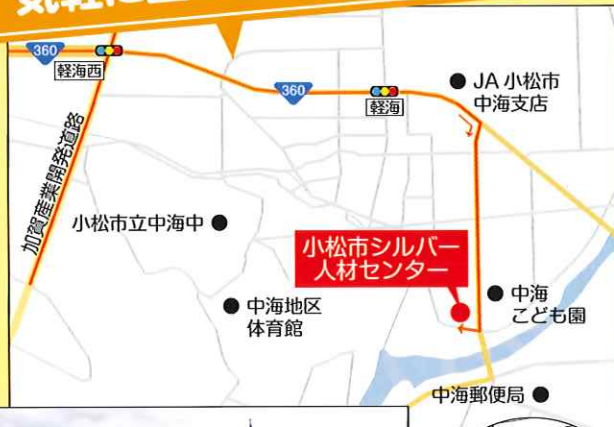 360
軽海西
360
軽海
JA 小松市
中海支店
加賀産業開発道路
小松市立中海中
小松市シルバー
人材センター
中海地区
体育館
中海
こども園
中海郵便局